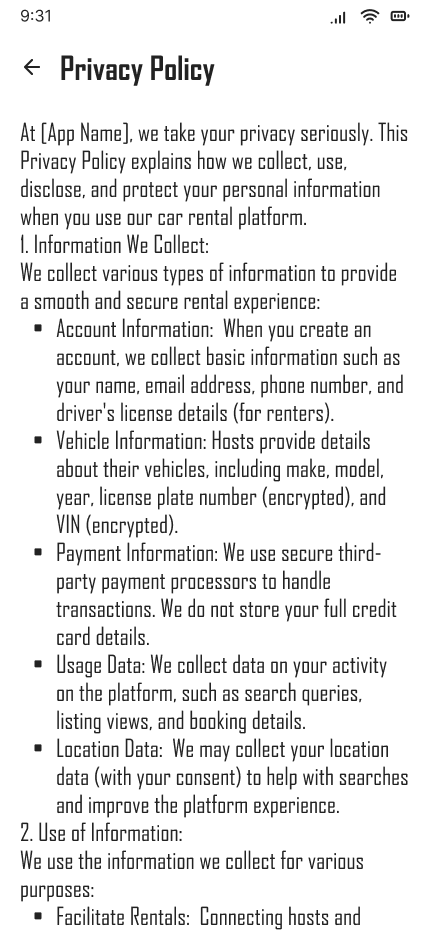 9:31
Privacy Policy
At [App Name], we take your privacy seriously. This
Privacy Policy explains how we collect, use,
disclose, and protect your personal information
when you use our car rental platform.
1. Information We Collect:
We collect various types of information to provide
a smooth and secure rental experience:
▪ Account Information:  When you create an
account, we collect basic information such as
your name, email address, phone number, and
driver's license details (for renters).
▪ Vehicle Information: Hosts provide details
about their vehicles, including make, model,
year, license plate number (encrypted), and
VIN (encrypted).
▪ Payment Information: We use secure third-
party payment processors to handle
transactions. We do not store your full credit
card details.
▪ Usage Data: We collect data on your activity
on the platform, such as search queries,
listing views, and booking details.
▪ Location Data:  We may collect your location
data (with your consent) to help with searches
and improve the platform experience.
2. Use of Information:
We use the information we collect for various
purposes:
▪ Facilitate Rentals:  Connecting hosts and